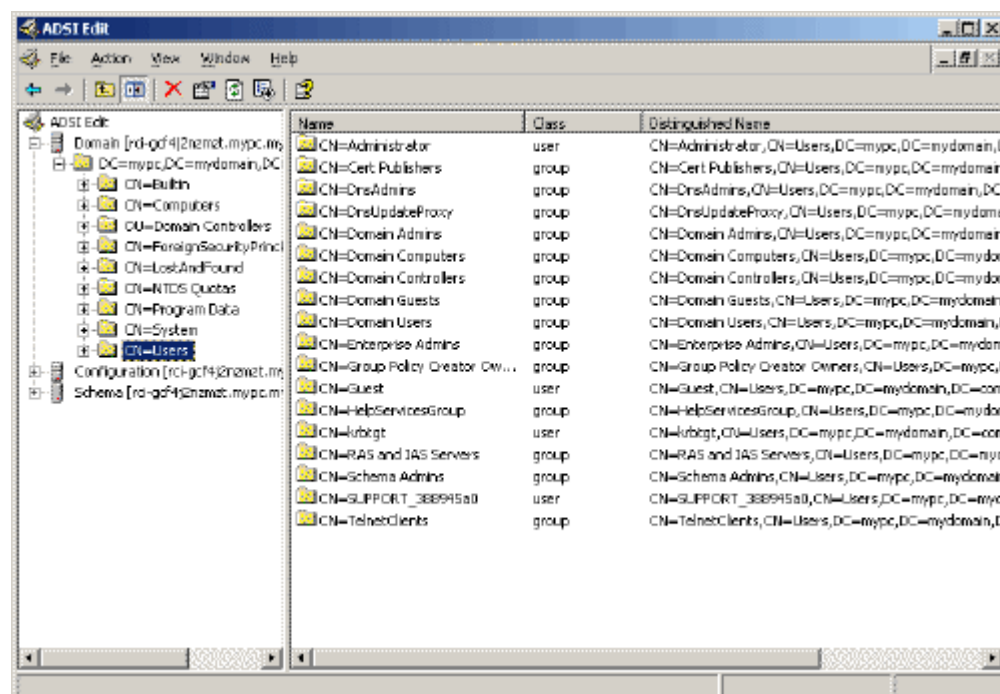 ADSI Edit
File Action View Window Help
ADSI Edit
Domain [rci-gcf4j2nzmzt.mypc.my
DC=mypc,DC=mydomain,DC
CN=Builtin
CN=Computers
OU=Domain Controllers
CN=ForeignSecurityPrinci
CN=LostAndFound
CN=NTDS Quotas
CN=Program Data
CN=System
CN=Users
Configuration [rci-gcf4j2nzmzt.my
Schema [rci-gcf4j2nzmzt.mypc.my
Name Class Distinguished Name
CN=Administrator user CN=Administrator,CN=Users,DC=mypc,DC=mydomain,D
CN=Cert Publishers group CN=Cert Publishers,CN=Users,DC=mypc,DC=mydomain
CN=DnsAdmins group CN=DnsAdmins,CN=Users,DC=mypc,DC=mydomain,DC
CN=DnsUpdateProxy group CN=DnsUpdateProxy,CN=Users,DC=mypc,DC=mydom
CN=Domain Admins group CN=Domain Admins,CN=Users,DC=mypc,DC=mydomain
CN=Domain Computers group CN=Domain Computers,CN=Users,DC=mypc,DC=mydo
CN=Domain Controllers group CN=Domain Controllers,CN=Users,DC=mypc,DC=mydo
CN=Domain Guests group CN=Domain Guests,CN=Users,DC=mypc,DC=mydomain
CN=Domain Users group CN=Domain Users,CN=Users,DC=mypc,DC=mydomain,
CN=Enterprise Admins group CN=Enterprise Admins,CN=Users,DC=mypc,DC=mydom
CN=Group Policy Creator Ow... group CN=Group Policy Creator Owners,CN=Users,DC=mypc,
CN=Guest user CN=Guest,CN=Users,DC=mypc,DC=mydomain,DC=com
CN=HelpServicesGroup group CN=HelpServicesGroup,CN=Users,DC=mypc,DC=mydo
CN=krbtgt user CN=krbtgt,CN=Users,DC=mypc,DC=mydomain,DC=con
CN=RAS and IAS Servers group CN=RAS and IAS Servers,CN=Users,DC=mypc,DC=myd
CN=Schema Admins group CN=Schema Admins,CN=Users,DC=mypc,DC=mydomai
CN=SUPPORT_388945a0 user CN=SUPPORT_388945a0,CN=Users,DC=mypc,DC=myd
CN=TelnetClients group CN=TelnetClients,CN=Users,DC=mypc,DC=mydomain,D